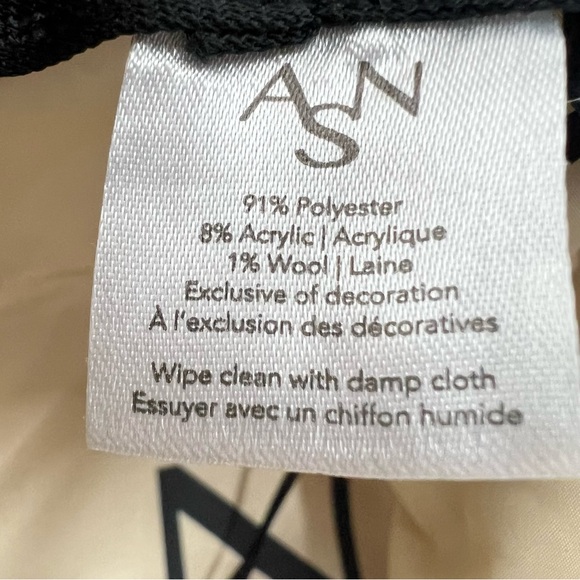 ASN
91% Polyester
8% Acrylic | Acrylique
1% Wool | Laine
Exclusive of decoration
À l'exclusion des décoratives
Wipe clean with damp cloth
Essuyer avec un chiffon humide